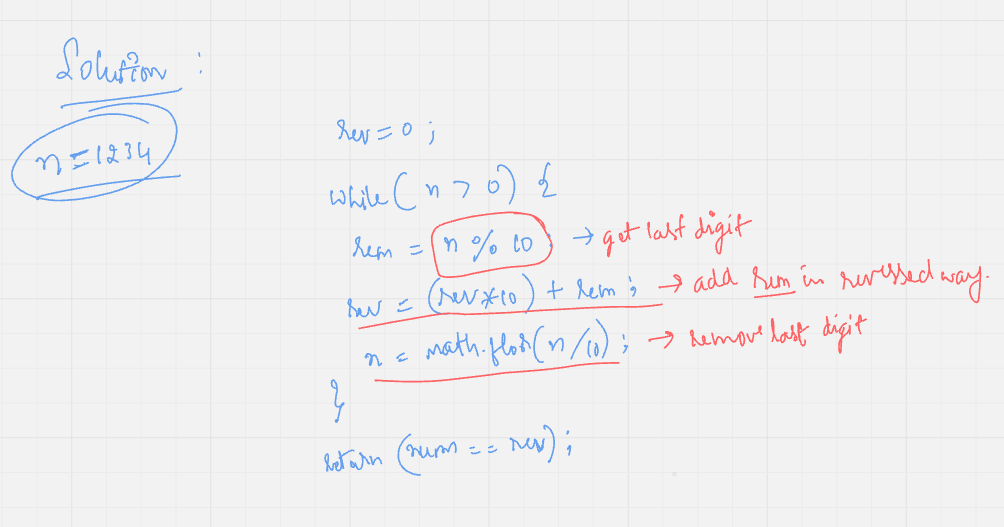 Solution :
n = 1234
rev = 0 ;
while ( n > 0 ) {
rem = n % 10 ; → get last digit
rev = (rev*10) + rem ; → add rem in reversed way.
n = math.floor(n/10) ; → remove last digit
}
return (num == rev) ;